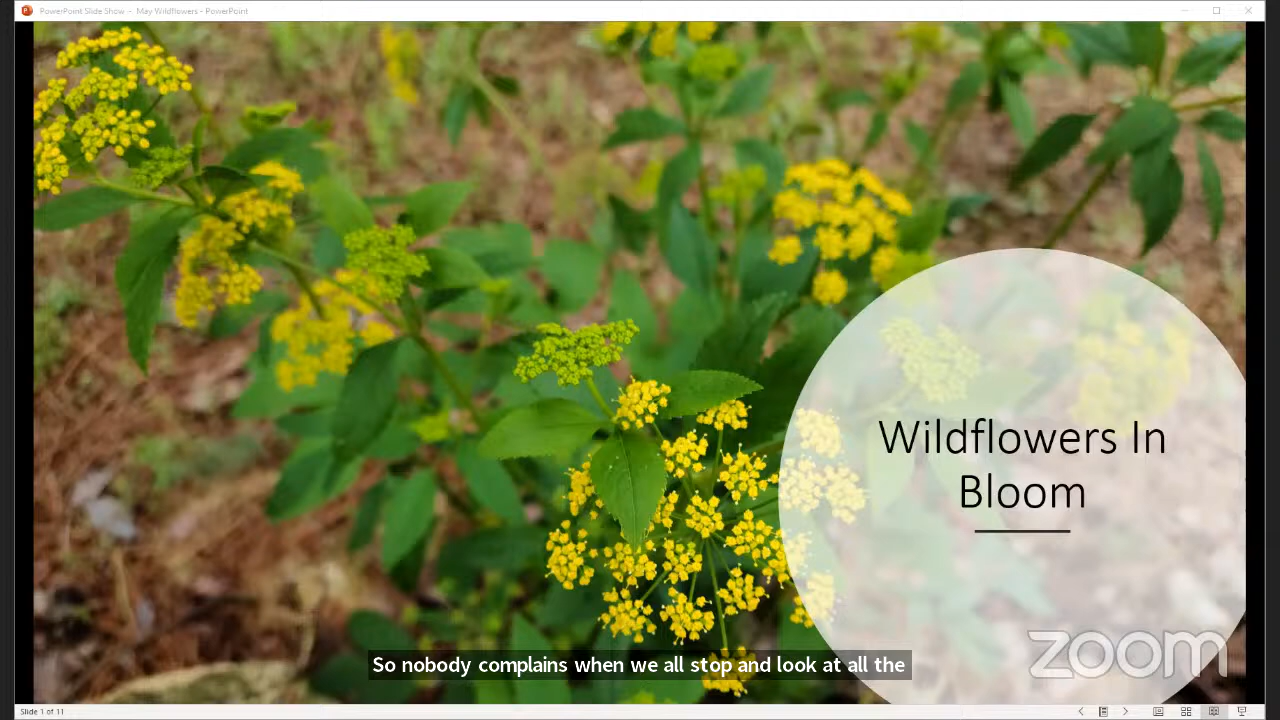 PowerPoint Slide Show - May Wildflowers - PowerPoint
Wildflowers In
Bloom
So nobody complains when we all stop and look at all the
zoom
Slide 1 of 11